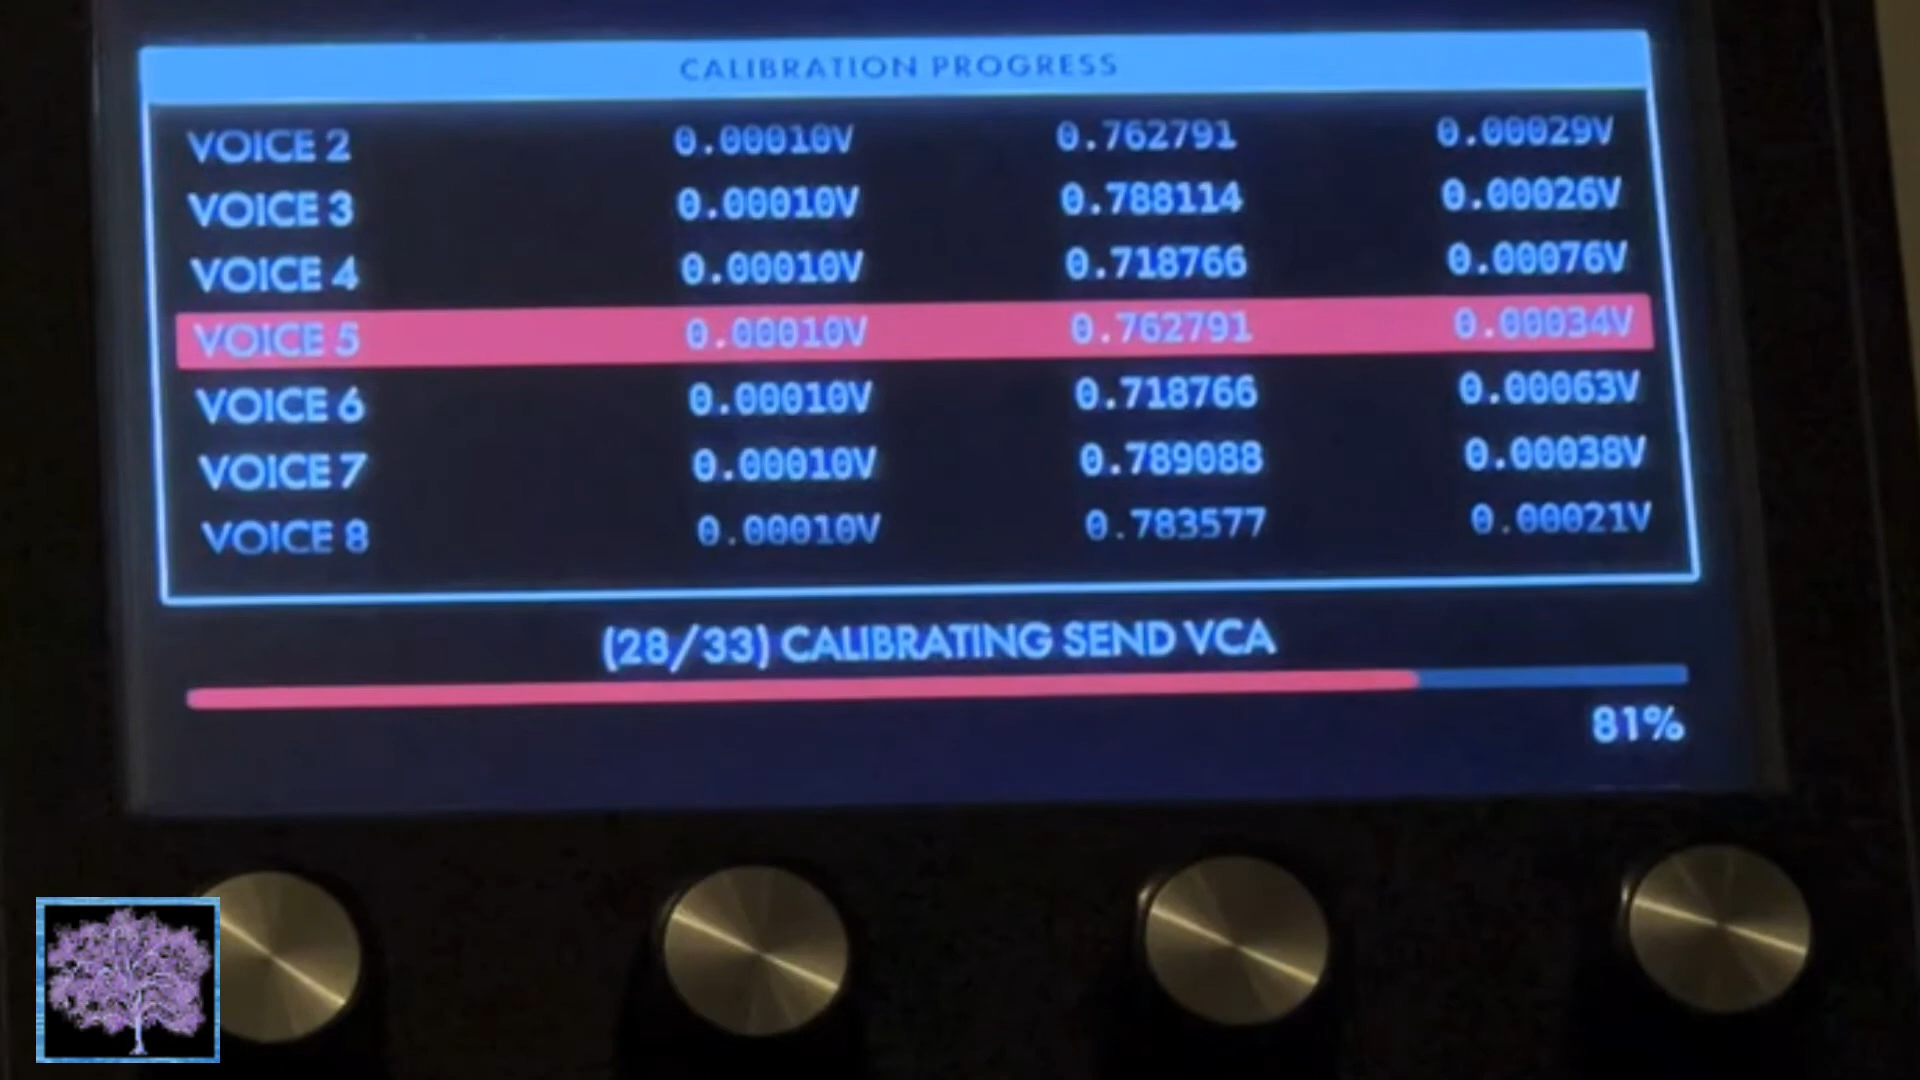 CALIBRATION PROGRESS
VOICE 2 0.00010V 0.762791 0.00029V
VOICE 3 0.00010V 0.788114 0.00026V
VOICE 4 0.00010V 0.718766 0.00076V
VOICE 5 0.00010V 0.762791 0.00034V
VOICE 6 0.00010V 0.718766 0.00063V
VOICE 7 0.00010V 0.789088 0.00038V
VOICE 8 0.00010V 0.783577 0.00021V
(28/33) CALIBRATING SEND VCA
81%